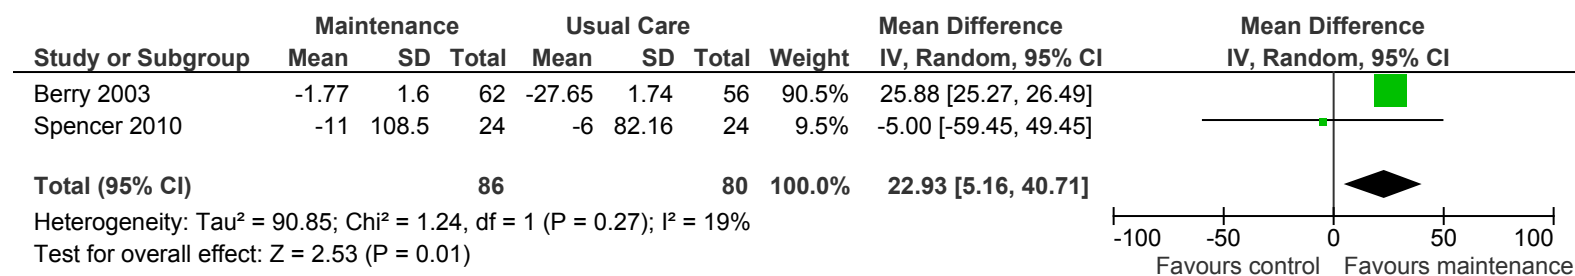 Maintenance Usual Care Mean Difference Mean Difference
Study or Subgroup Mean SD Total Mean SD Total Weight IV, Random, 95% CI IV, Random, 95% CI
Berry 2003 -1.77 1.6 62 -27.65 1.74 56 90.5% 25.88 [25.27, 26.49]
Spencer 2010 -11 108.5 24 -6 82.16 24 9.5% -5.00 [-59.45, 49.45]
Total (95% CI) 86 80 100.0% 22.93 [5.16, 40.71]
Heterogeneity: Tau² = 90.85; Chi² = 1.24, df = 1 (P = 0.27); I² = 19%
Test for overall effect: Z = 2.53 (P = 0.01)
-100 -50 0 50 100
Favours control Favours maintenance